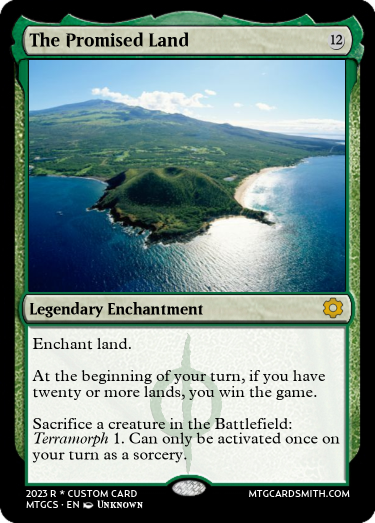 The Promised Land
12
Legendary Enchantment
Enchant land.
At the beginning of your turn, if you have
twenty or more lands, you win the game.
Sacrifice a creature in the Battlefield:
Terramorph 1. Can only be activated once on
your turn as a sorcery.
2023 R * CUSTOM CARD
MTGCS · EN Unknown
MTGCARDSMITH.COM